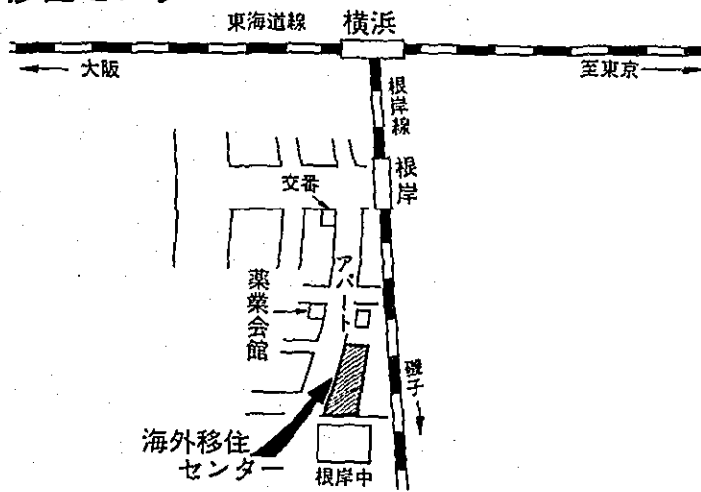 東海道線
横浜
大阪
至東京
根岸線
根岸
交番
アパート
薬業会館
磯子
海外移住
センター
根岸中